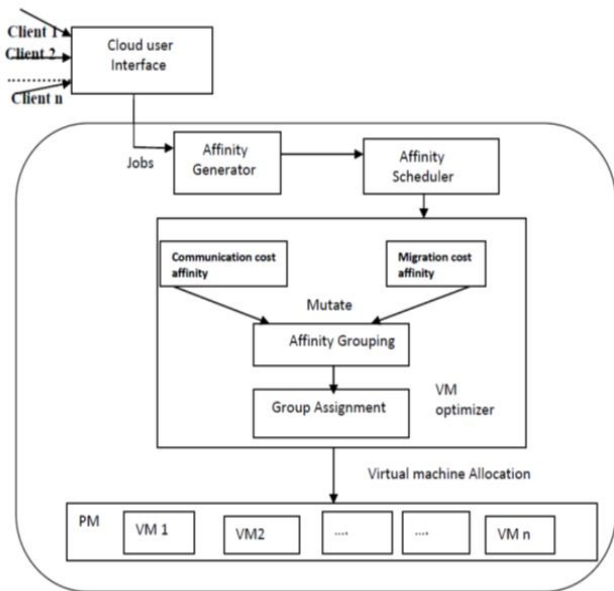 Client 1
Client 2
Client n
Cloud user
Interface
Jobs
Affinity
Generator
Affinity
Scheduler
Communication cost
affinity
Migration cost
affinity
Mutate
Affinity Grouping
Group Assignment
VM
optimizer
Virtual machine Allocation
PM
VM 1
VM2
....
....
VM n